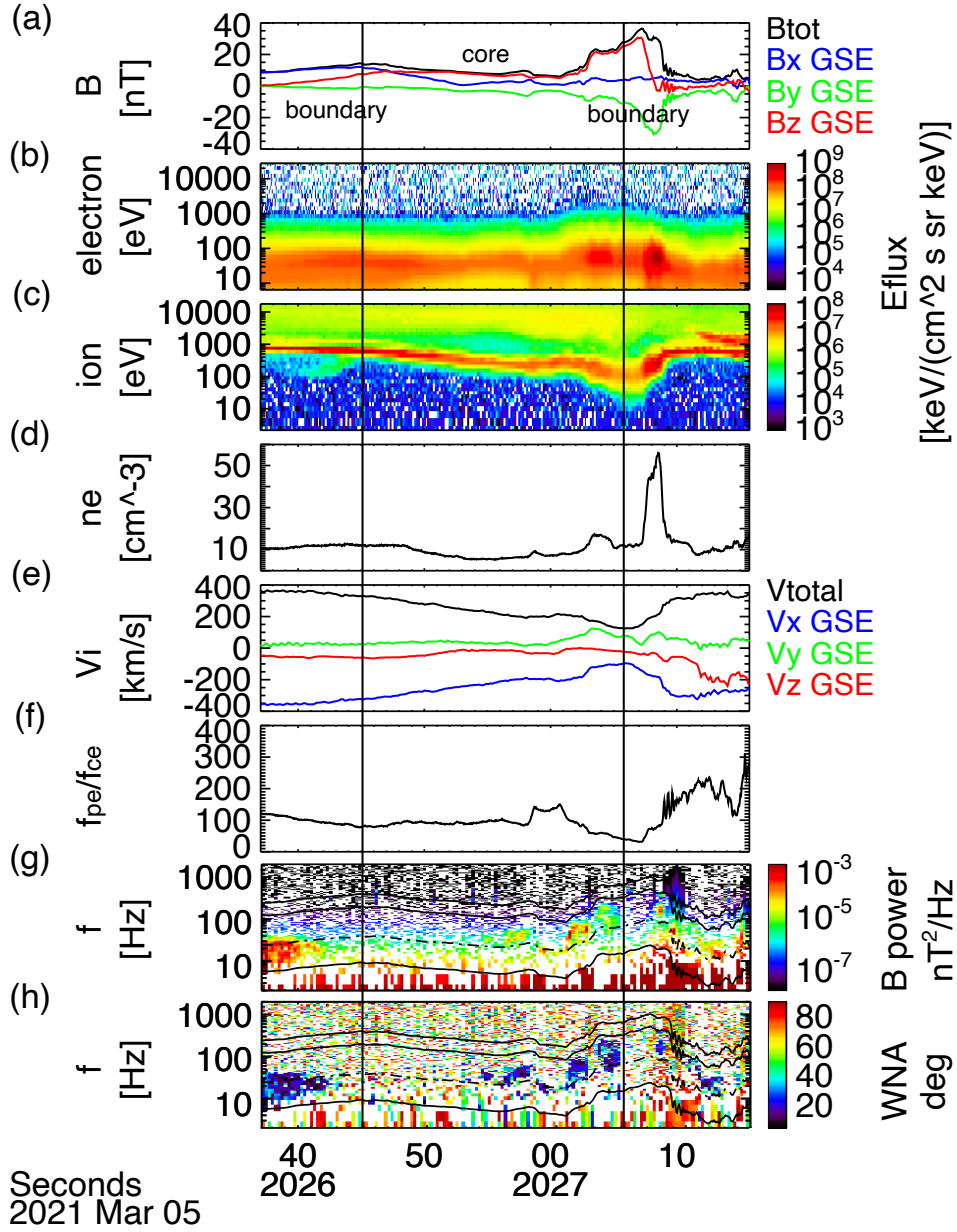 (a)
B
[nT]
40
20
0
-20
-40
core
boundary
boundary
Btot
Bx GSE
By GSE
Bz GSE
(b)
electron
[eV]
10000
1000
100
10
10^9
10^8
10^7
10^6
10^5
10^4
(c)
ion
[eV]
10000
1000
100
10
10^8
10^7
10^6
10^5
10^4
10^3
Eflux
[keV/(cm^2 s sr keV)]
(d)
ne
[cm^-3]
50
30
10
(e)
Vi
[km/s]
400
200
0
-200
-400
Vtotal
Vx GSE
Vy GSE
Vz GSE
(f)
fpe/fce
400
300
200
100
0
(g)
f
[Hz]
1000
100
10
10^-3
10^-5
10^-7
B power
nT^2/Hz
(h)
f
[Hz]
1000
100
10
80
60
40
20
WNA
deg
40 50 00 10
Seconds 2026 2027
2021 Mar 05